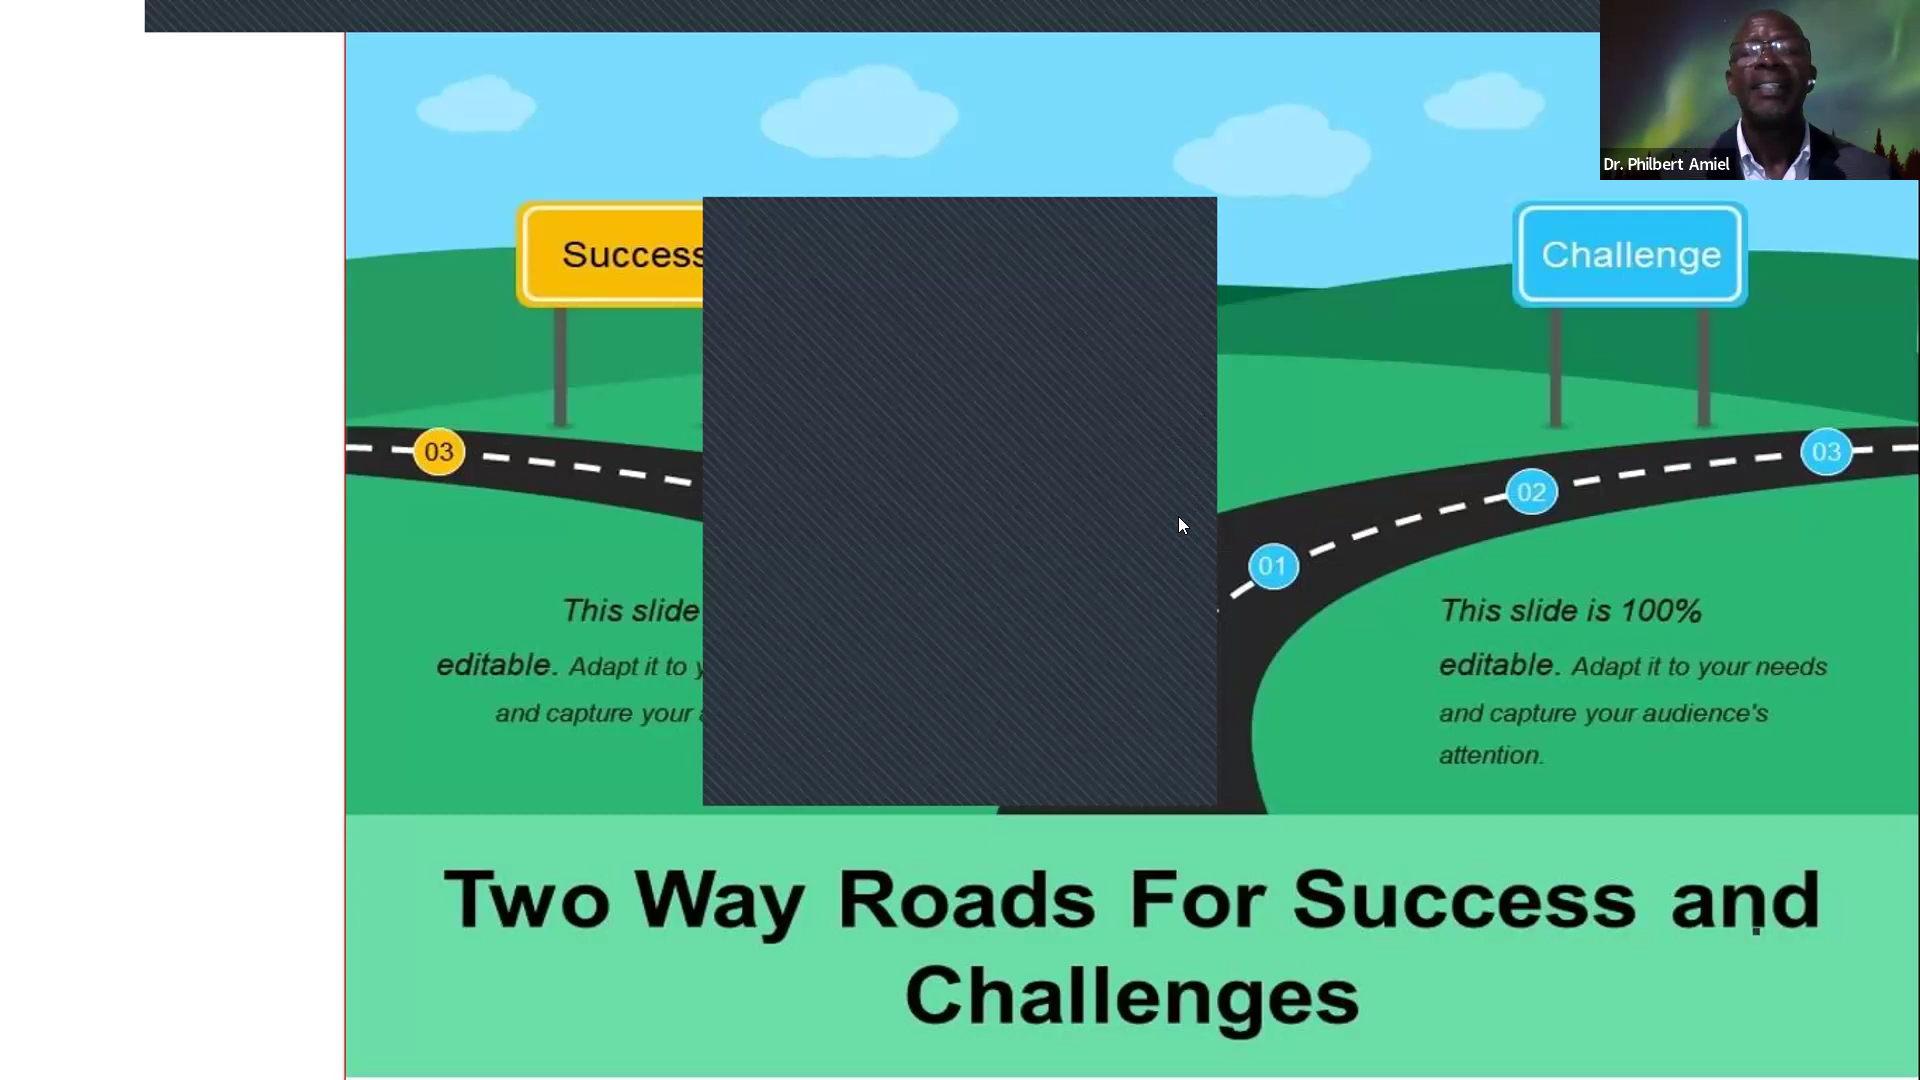 Dr. Philbert Amiel
Success
Challenge
03
03
02
01
This slide
editable. Adapt it to
and capture your
This slide is 100%
editable. Adapt it to your needs
and capture your audience's
attention.
Two Way Roads For Success and
Challenges